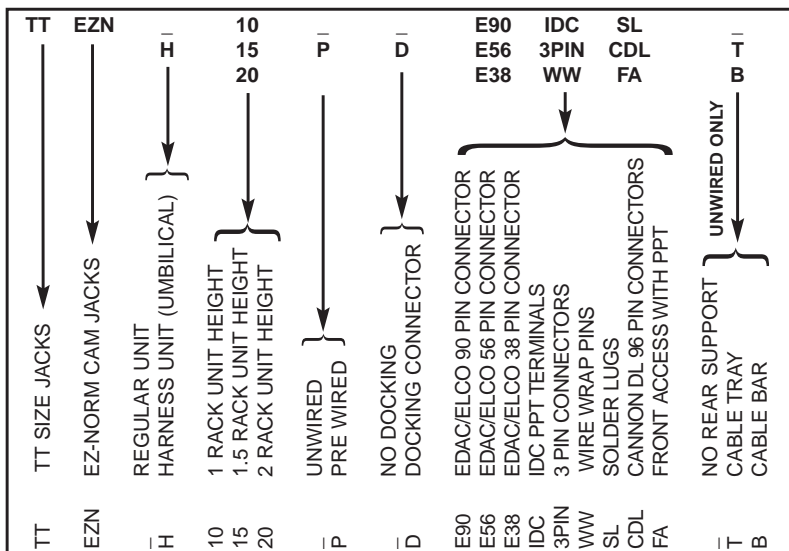 TT EZN _ 10 _ _ E90 IDC SL _
H 15 P D E56 3PIN CDL T
20 E38 WW FA B
UNWIRED ONLY
TT TT SIZE JACKS
EZN EZ-NORM CAM JACKS
_ REGULAR UNIT
H HARNESS UNIT (UMBILICAL)
10 1 RACK UNIT HEIGHT
15 1.5 RACK UNIT HEIGHT
20 2 RACK UNIT HEIGHT
_ UNWIRED
P PRE WIRED
_ NO DOCKING
D DOCKING CONNECTOR
E90 EDAC/ELCO 90 PIN CONNECTOR
E56 EDAC/ELCO 56 PIN CONNECTOR
E38 EDAC/ELCO 38 PIN CONNECTOR
IDC IDC PPT TERMINALS
3PIN 3 PIN CONNECTORS
WW WIRE WRAP PINS
SL SOLDER LUGS
CDL CANNON DL 96 PIN CONNECTORS
FA FRONT ACCESS WITH PPT
_ NO REAR SUPPORT
T CABLE TRAY
B CABLE BAR